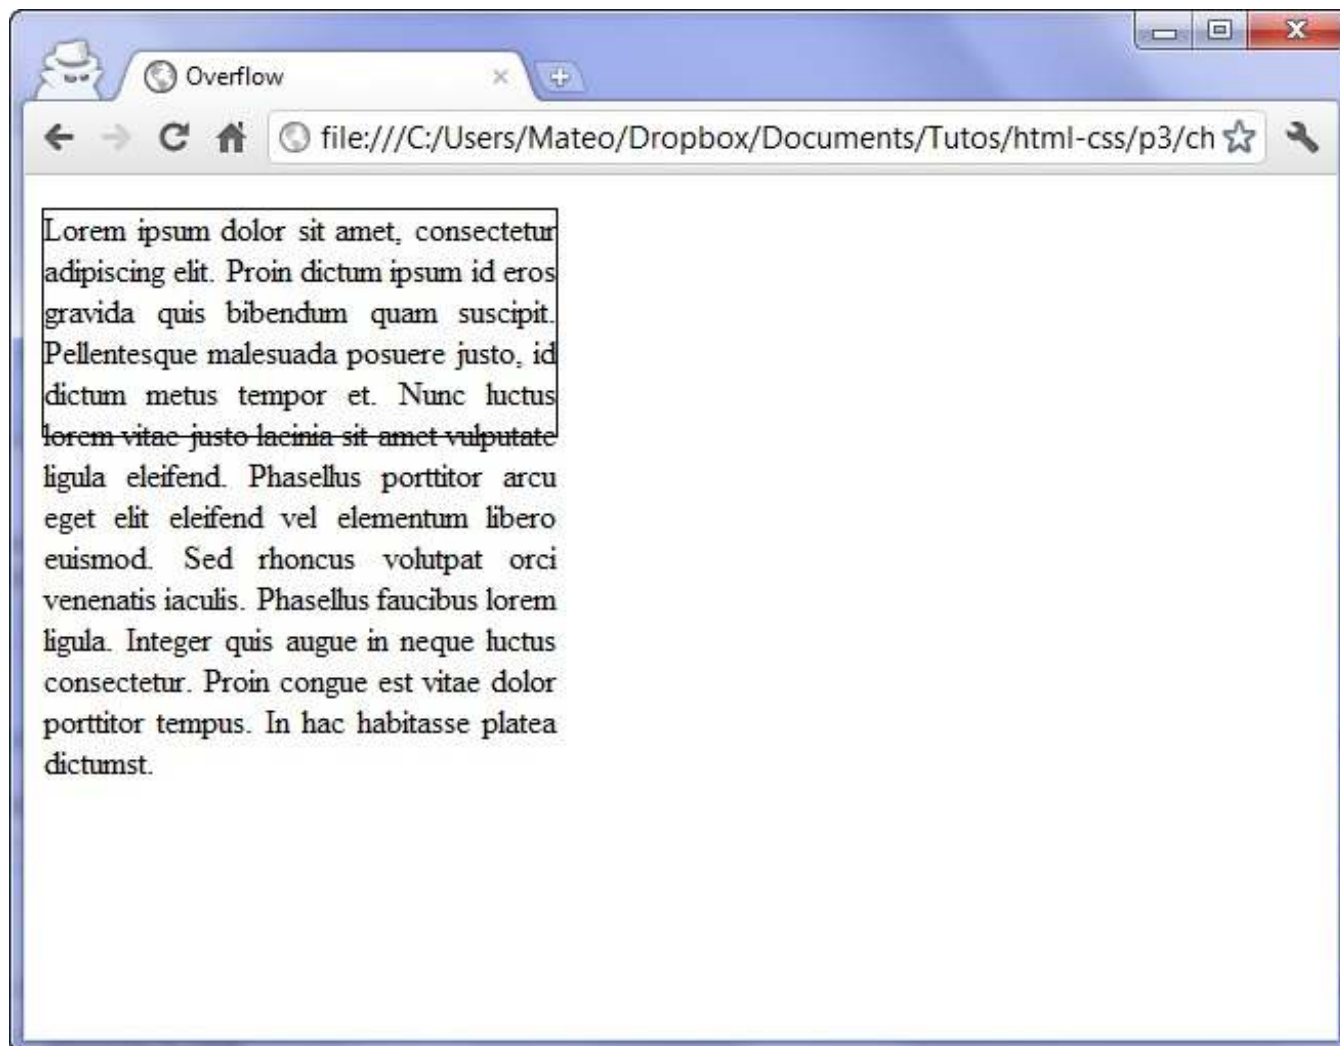 Overflow
file:///C:/Users/Mateo/Dropbox/Documents/Tutos/html-css/p3/ch
Lorem ipsum dolor sit amet, consectetur
adipiscing elit. Proin dictum ipsum id eros
gravida quis bibendum quam suscipit.
Pellentesque malesuada posuere justo, id
dictum metus tempor et. Nunc luctus
lorem vitae justo lacinia sit amet vulputate
ligula eleifend. Phasellus porttitor arcu
eget elit eleifend vel elementum libero
euismod. Sed rhoncus volutpat orci
venenatis iaculis. Phasellus faucibus lorem
ligula. Integer quis augue in neque luctus
consectetur. Proin congue est vitae dolor
porttitor tempus. In hac habitasse platea
dictumst.